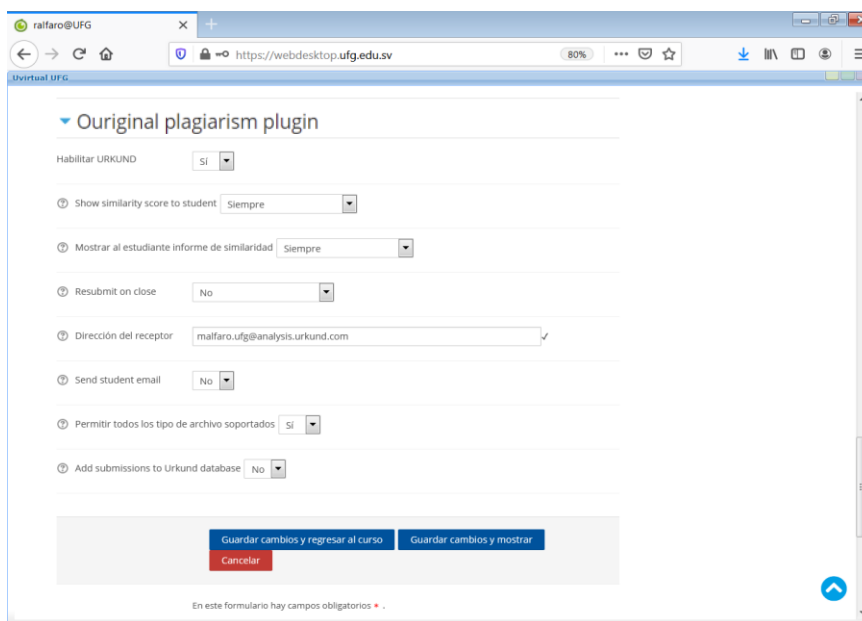 ralfaro@UFG
https://webdesktop.ufg.edu.sv
80%
Uvirtual UFG
Ouriginal plagiarism plugin
Habilitar URKUND Sí
Show similarity score to student Siempre
Mostrar al estudiante informe de similaridad Siempre
Resubmit on close No
Dirección del receptor malfaro.ufg@analysis.urkund.com
Send student email No
Permitir todos los tipo de archivo soportados Sí
Add submissions to Urkund database No
Guardar cambios y regresar al curso Guardar cambios y mostrar
Cancelar
En este formulario hay campos obligatorios * .